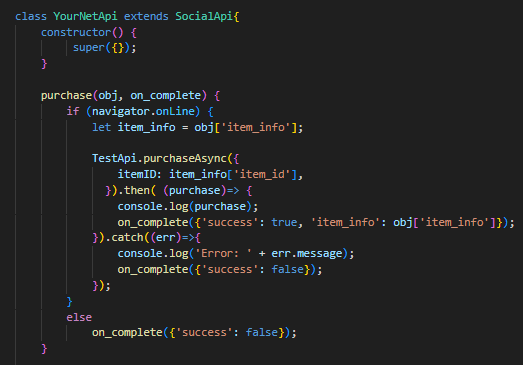 class YourNetApi extends SocialApi{
    constructor() {
         super({});
    }

    purchase(obj, on_complete) {
        if (navigator.onLine) {
            let item_info = obj['item_info'];

            TestApi.purchaseAsync({
                itemID: item_info['item_id'],
              }).then( (purchase)=> {
                console.log(purchase);
                on_complete({'success': true, 'item_info': obj['item_info']});
            }).catch((err)=>{
                console.log('Error: ' + err.message);
                on_complete({'success': false});
            });
        }
        else
            on_complete({'success': false});
    }